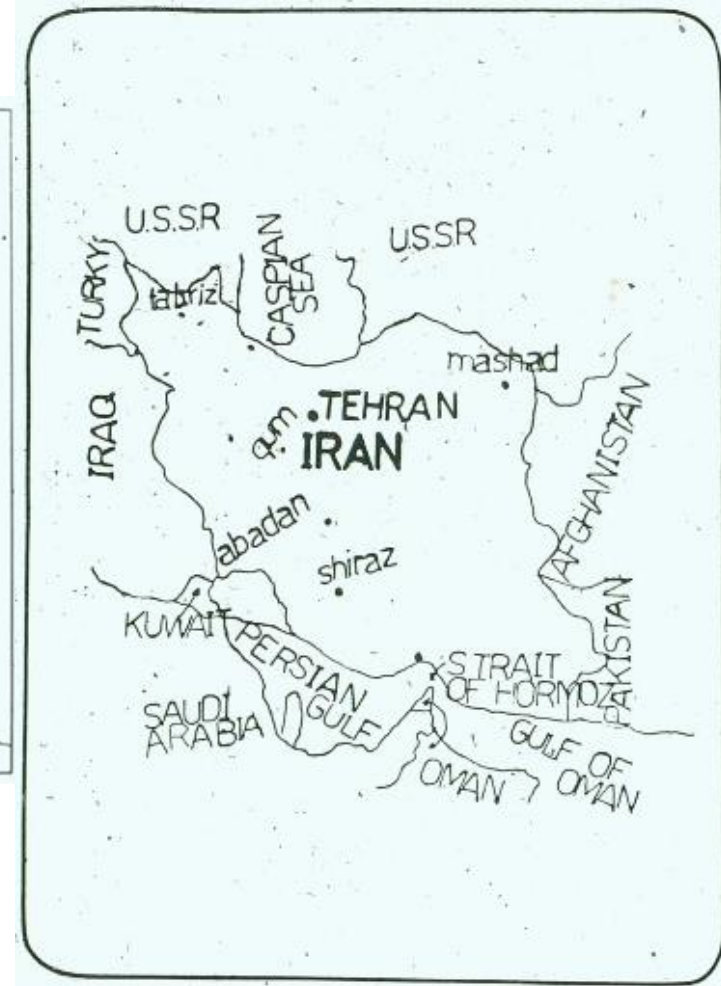 U.S.S.R
U.S.S.R
CASPIAN
SEA
TURKY
tabriz
mashad
TEHRAN
qum
IRAN
IRAQ
AFGHANISTAN
abadan
shiraz
KUWAIT
PERSIAN
GULF
STRAIT
OF HORMOZ
PAKISTAN
SAUDI
ARABIA
GULF OF
OMAN
OMAN